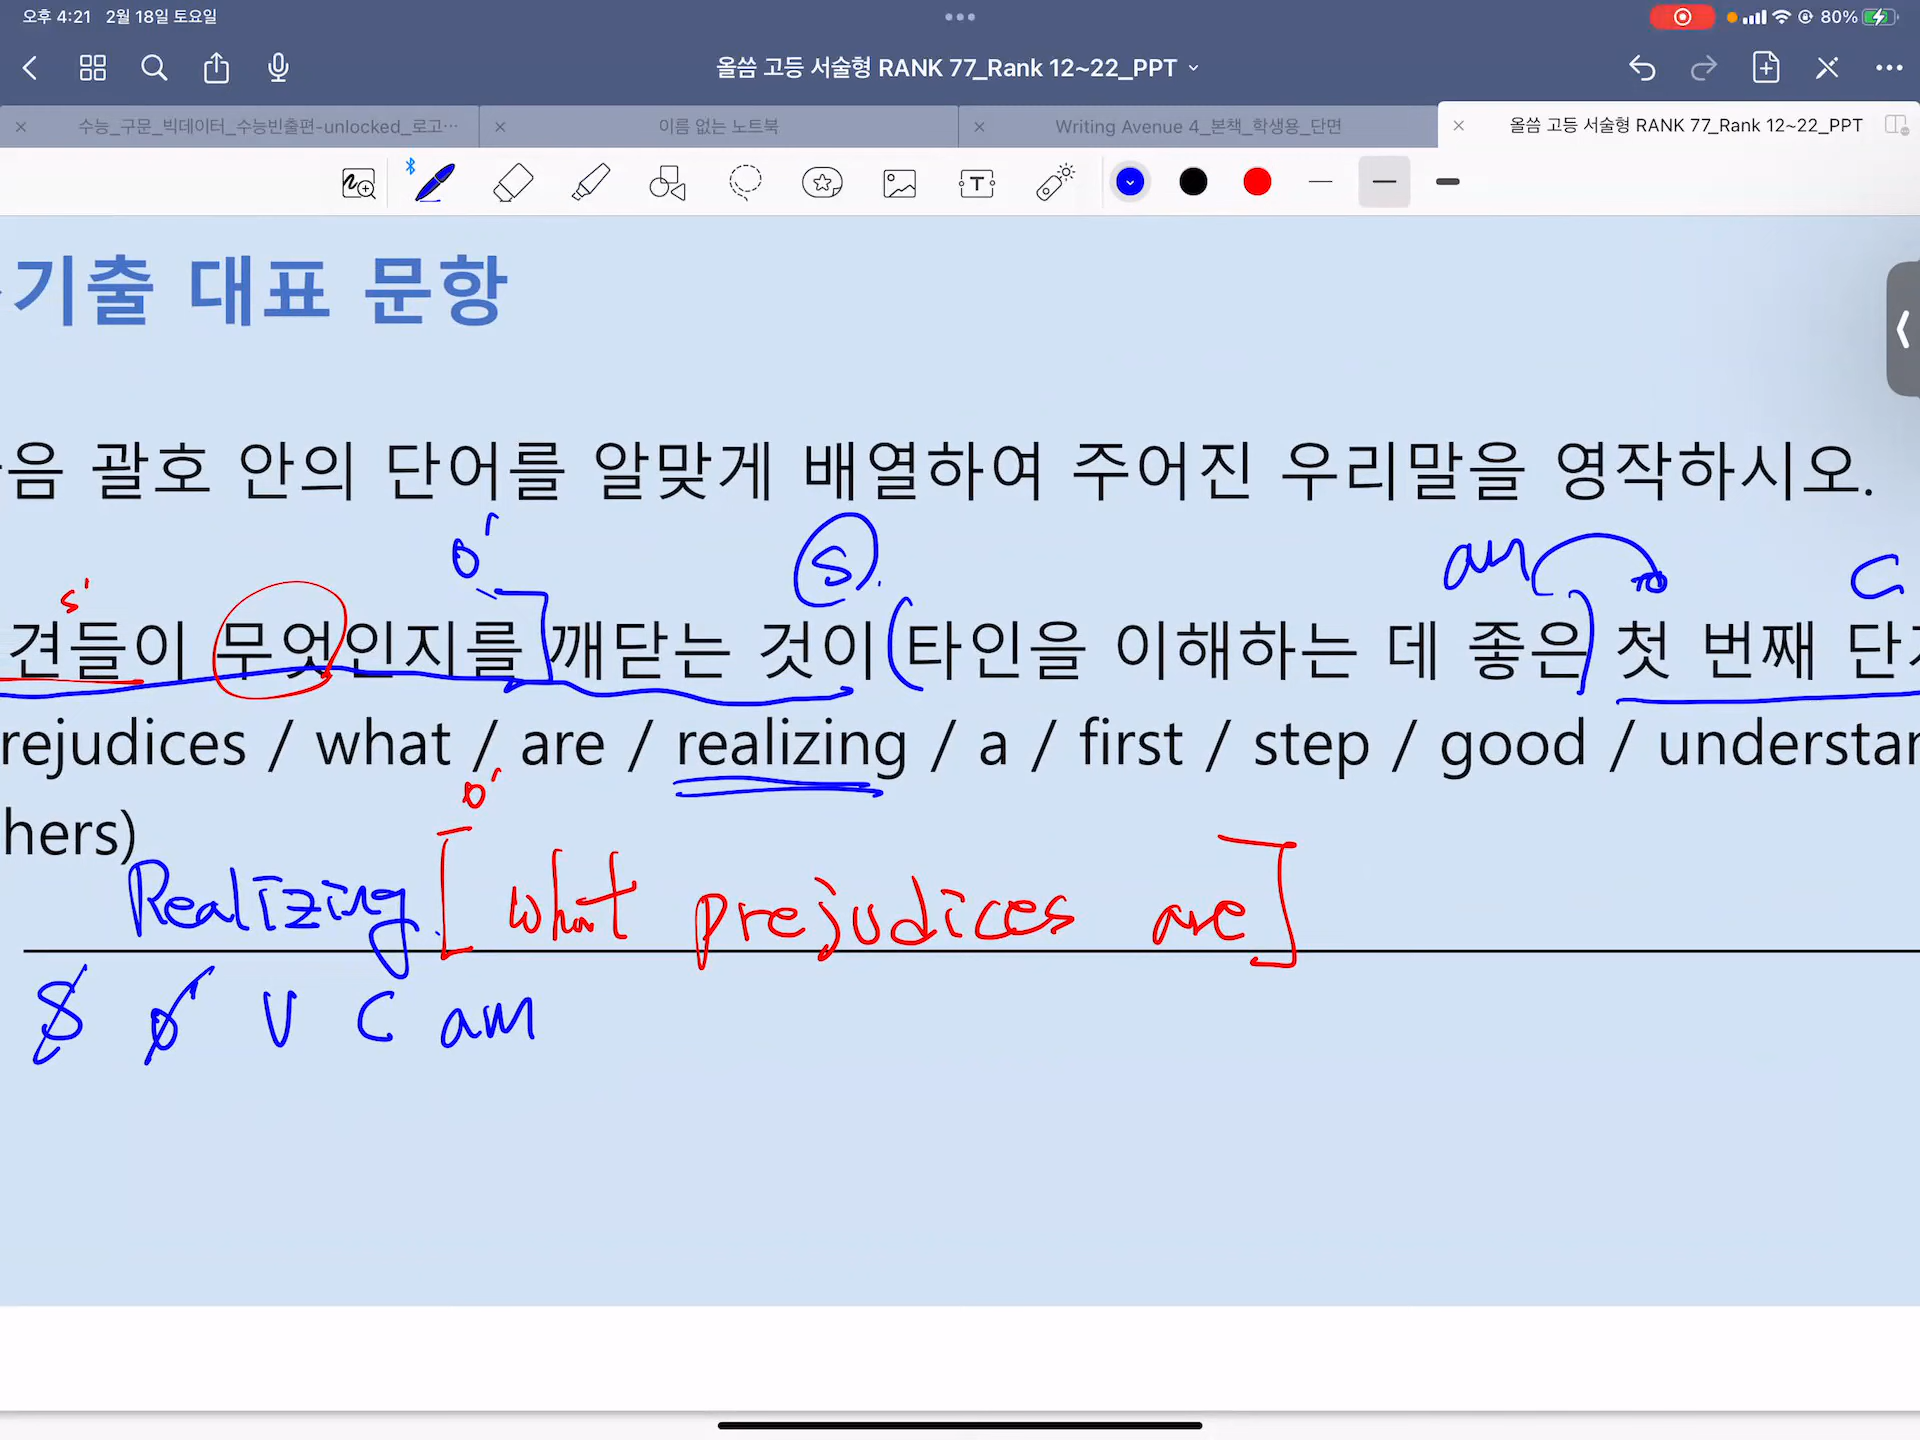 오후 4:21 2월 18일 토요일
80%
올씀 고등 서술형 RANK 77_Rank 12~22_PPT
수능_구문_빅데이터_수능빈출편-unlocked_로고…
이름 없는 노트북
Writing Avenue 4_본책_학생용_단면
올씀 고등 서술형 RANK 77_Rank 12~22_PPT
기출 대표 문항
음 괄호 안의 단어를 알맞게 배열하여 주어진 우리말을 영작하시오.
s' o' S am C
견들이 무엇인지를 깨닫는 것이 (타인을 이해하는 데 좋은) 첫 번째 단
rejudices / what / are / realizing / a / first / step / good / understan
o'
hers)
Realizing [what prejudices are]
S o' V C am